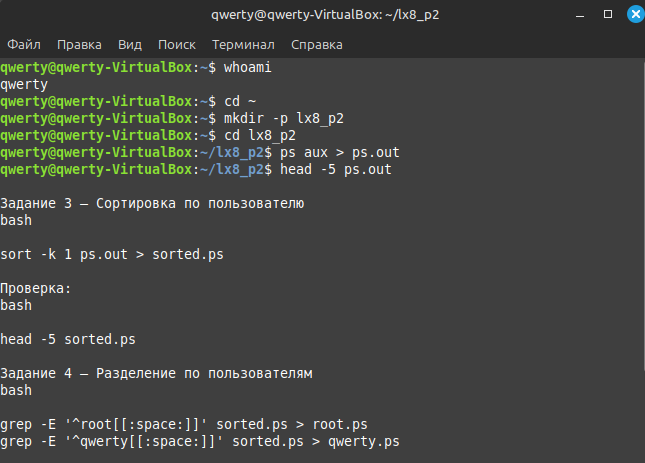 qwerty@qwerty-VirtualBox: ~/lx8_p2
Файл Правка Вид Поиск Терминал Справка
qwerty@qwerty-VirtualBox:~$ whoami
qwerty
qwerty@qwerty-VirtualBox:~$ cd ~
qwerty@qwerty-VirtualBox:~$ mkdir -p lx8_p2
qwerty@qwerty-VirtualBox:~$ cd lx8_p2
qwerty@qwerty-VirtualBox:~/lx8_p2$ ps aux > ps.out
qwerty@qwerty-VirtualBox:~/lx8_p2$ head -5 ps.out
Задание 3 — Сортировка по пользователю
bash
sort -k 1 ps.out > sorted.ps
Проверка:
bash
head -5 sorted.ps
Задание 4 — Разделение по пользователям
bash
grep -E '^root[[:space:]]' sorted.ps > root.ps
grep -E '^qwerty[[:space:]]' sorted.ps > qwerty.ps